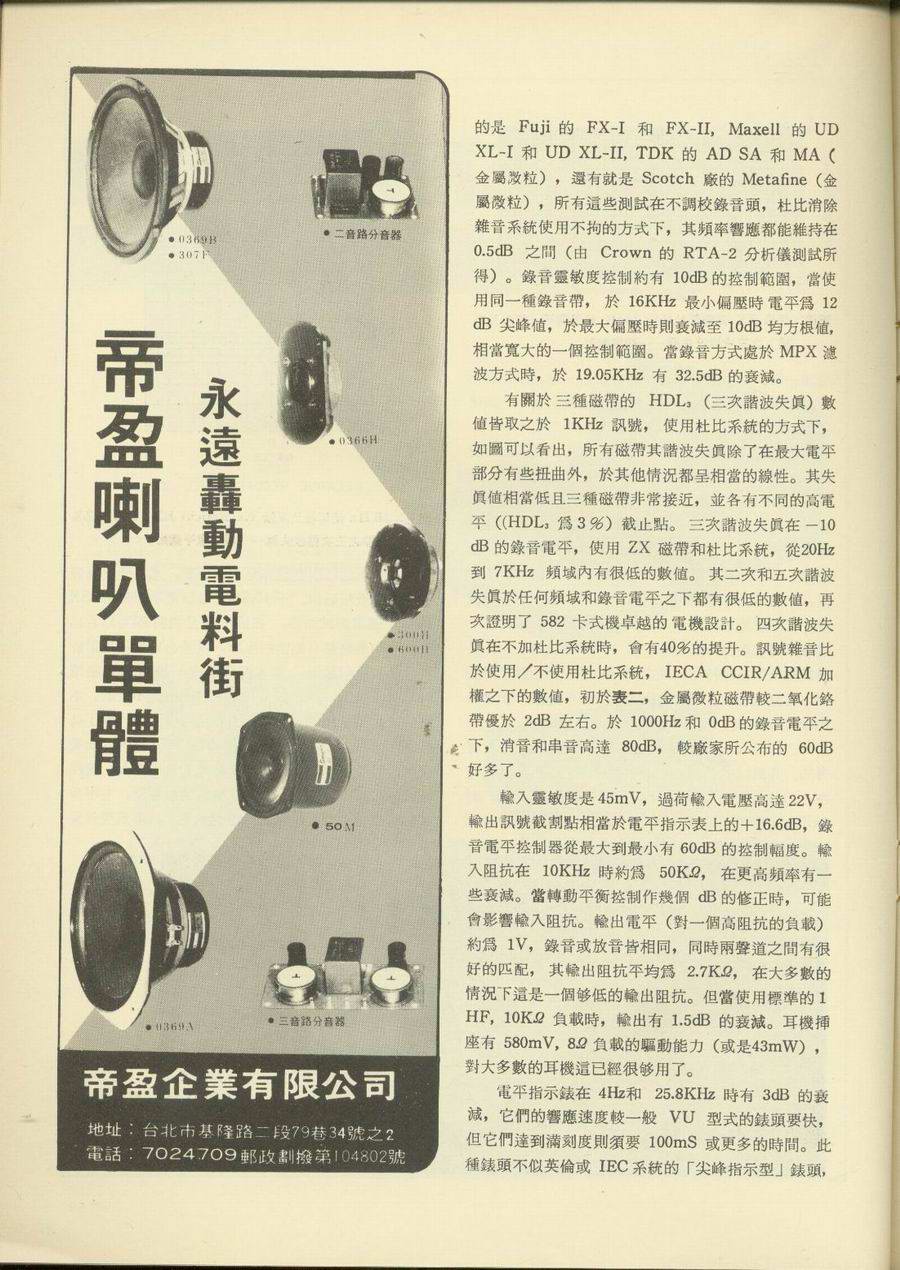 ● 0369B
● 307F
● 二音路分音器
帝盈喇叭單體
永遠轟動電料街
● 0366H
● 300H
● 600H
● 50M
● 0369A
● 三音路分音器
帝盈企業有限公司
地址：台北市基隆路二段79巷34號之2
電話：7024709郵政劃撥第104802號
的是 Fuji 的 FX-I 和 FX-II, Maxell 的 UD
XL-I 和 UD XL-II, TDK 的 AD SA 和 MA (
金屬微粒），還有就是 Scotch 廠的 Metafine（金
屬微粒），所有這些測試在不調校錄音頭，杜比消除
雜音系統使用不拘的方式下，其頻率響應都能維持在
0.5dB 之間（由 Crown 的 RTA-2 分析儀測試所
得）。錄音靈敏度控制約有 10dB的控制範圍，當使
用同一種錄音帶，於 16KHz 最小偏壓時電平爲 12
dB 尖峰値，於最大偏壓時則衰減至 10dB 均方根値，
相當寬大的一個控制範圍。當錄音方式處於 MPX 濾
波方式時，於 19.05KHz 有 32.5dB 的衰減。
有關於三種磁帶的 HDL₃（三次諧波失眞）數
値皆取之於 1KHz 訊號，使用杜比系統的方式下，
如圖可以看出，所有磁帶其諧波失眞除了在最大電平
部分有些扭曲外，於其他情況都呈相當的線性。其失
眞値相當低且三種磁帶非常接近，並各有不同的高電
平（(HDL₃ 爲 3 %）截止點。三次諧波失眞在 －10
dB 的錄音電平，使用 ZX 磁帶和杜比系統，從20Hz
到 7KHz 頻域內有很低的數値。其二次和五次諧波
失眞於任何頻域和錄音電平之下都有很低的數値，再
次證明了 582 卡式機卓越的電機設計。四次諧波失
眞在不加杜比系統時，會有40%的提升。訊號雜音比
於使用／不使用杜比系統，IECA CCIR/ARM 加
權之下的數値，初於表二，金屬微粒磁帶較二氧化鉻
帶優於 2dB 左右。於 1000Hz 和 0dB的錄音電平之
下，消音和串音高達 80dB，較廠家所公布的 60dB
好多了。
輸入靈敏度是45mV，過荷輸入電壓高達22V，
輸出訊號截割點相當於電平指示表上的＋16.6dB，錄
音電平控制器從最大到最小有 60dB 的控制幅度。輸
入阻抗在 10KHz 時約爲 50KΩ，在更高頻率有一
些衰減。當轉動平衡控制作幾個 dB 的修正時，可能
會影響輸入阻抗。輸出電平（對一個高阻抗的負載）
約爲 1V，錄音或放音皆相同，同時兩聲道之間有很
好的匹配，其輸出阻抗平均爲 2.7KΩ，在大多數的
情況下這是一個够低的輸出阻抗。但當使用標準的 1
HF, 10KΩ 負載時，輸出有 1.5dB 的衰減。耳機揷
座有 580mV, 8Ω 負載的驅動能力（或是43mW），
對大多數的耳機這已經很够用了。
電平指示錶在 4Hz和 25.8KHz 時有 3dB 的衰
減，它們的響應速度較一般 VU 型式的錶頭要快，
但它們達到滿刻度則須要 100mS 或更多的時間。此
種錶頭不似英倫或 IEC系統的「尖峰指示型」錶頭，